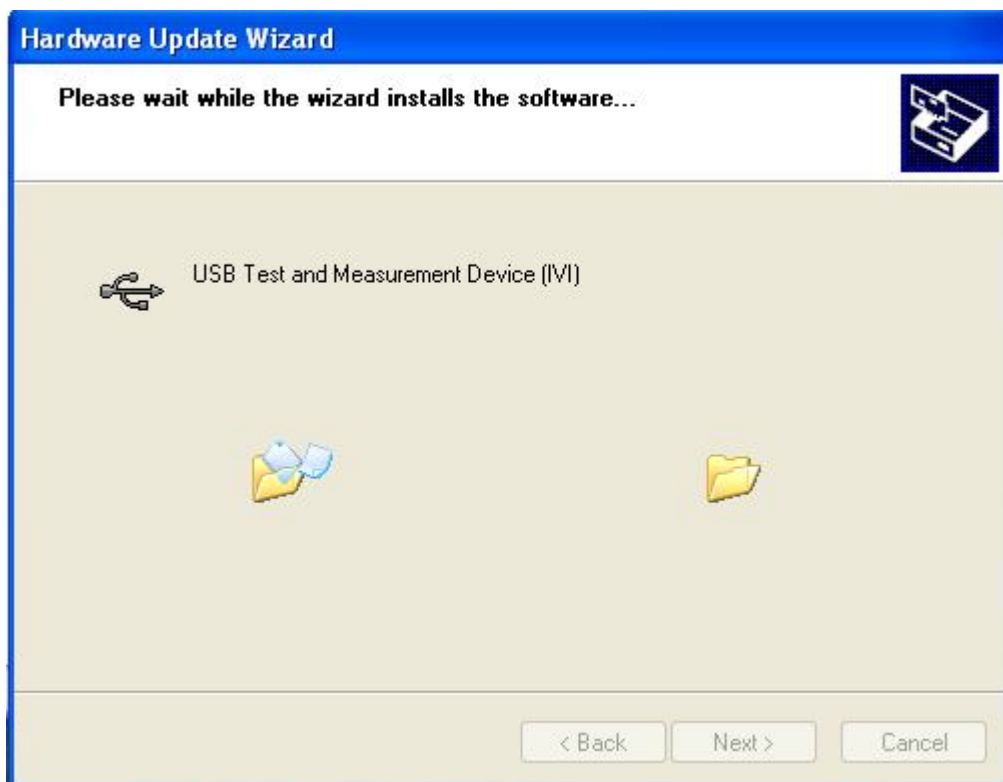 Hardware Update Wizard
Please wait while the wizard installs the software...
USB Test and Measurement Device (IVI)
< Back
Next >
Cancel